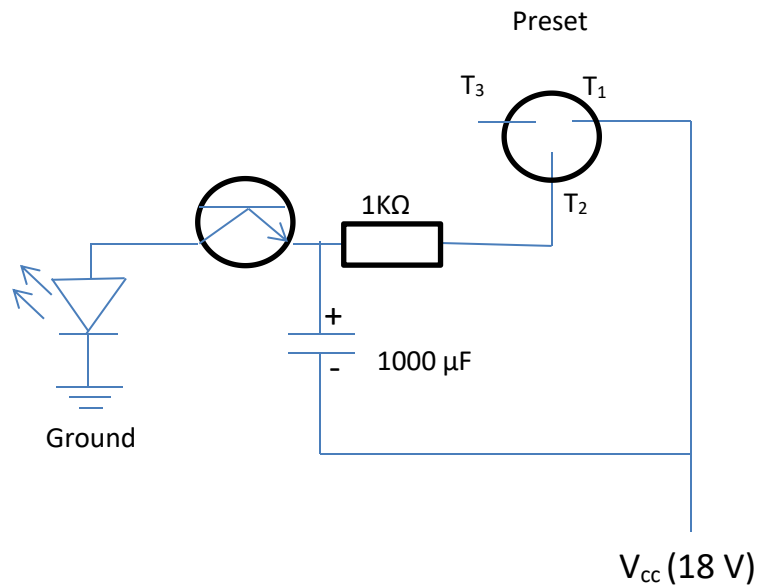 Preset
T₃
T₁
T₂
1KΩ
+
1000 µF
-
Ground
Vcc (18 V)